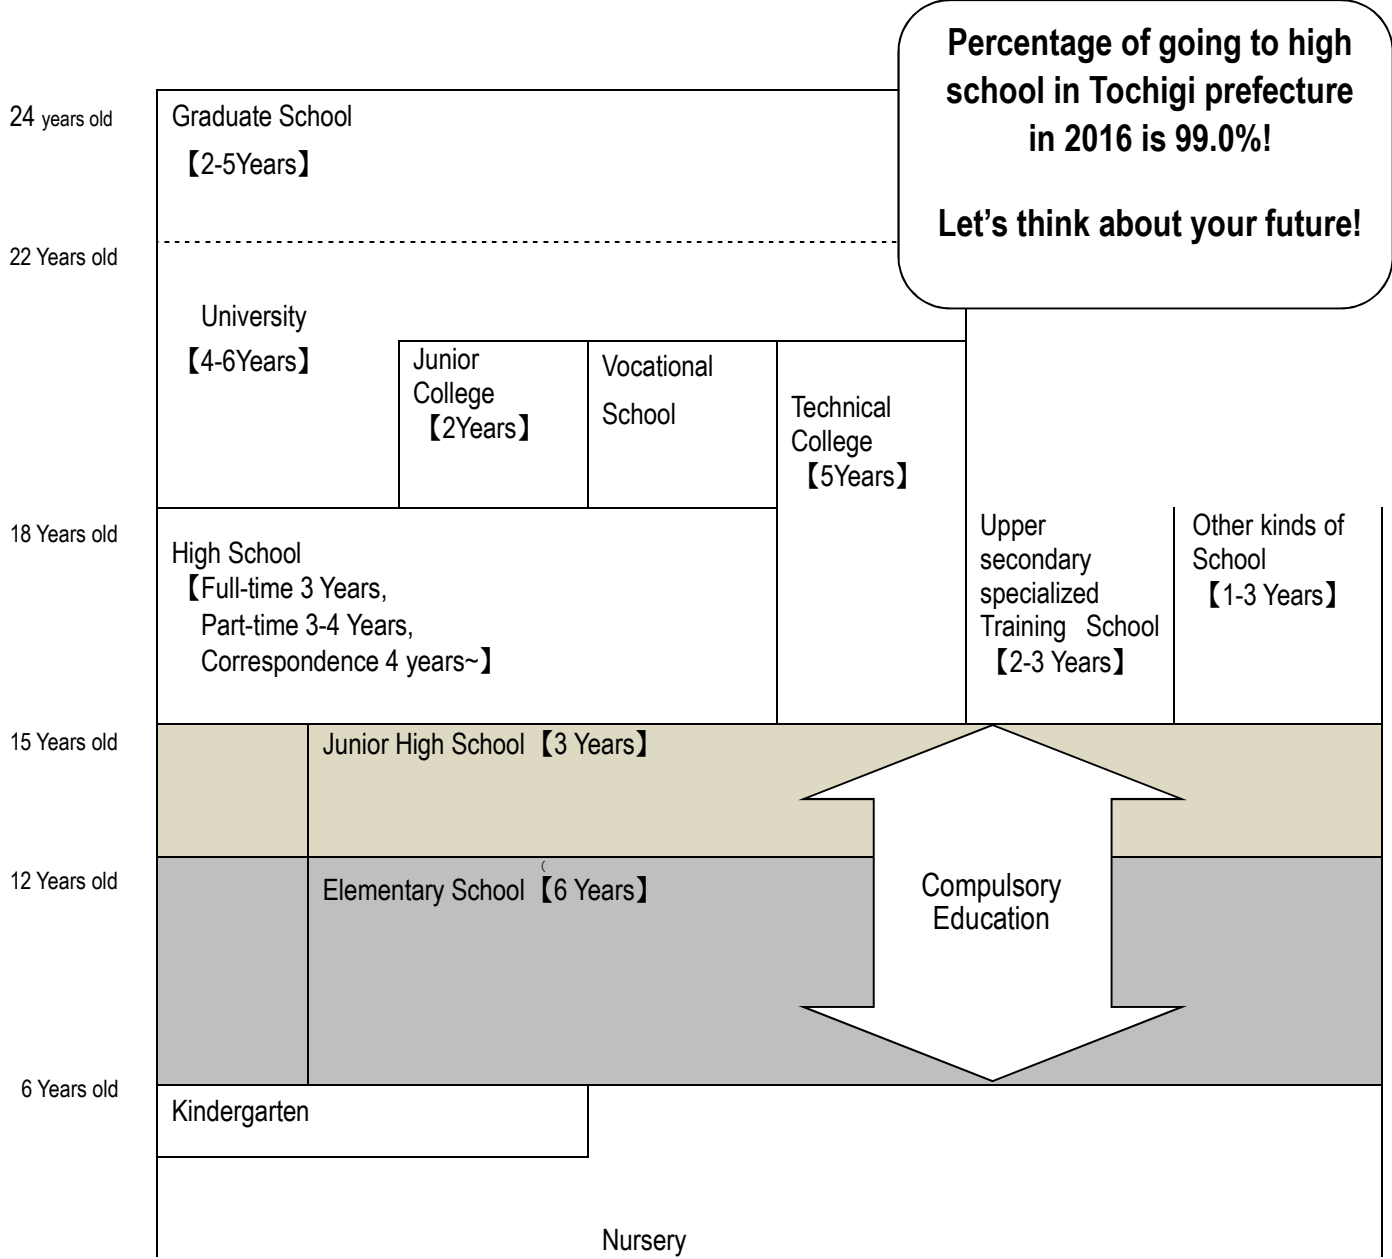 Percentage of going to high
school in Tochigi prefecture
in 2016 is 99.0%!
Let's think about your future!
24 years old
Graduate School
【2-5Years】
22 Years old
University
【4-6Years】
Junior
College
【2Years】
Vocational
School
Technical
College
【5Years】
18 Years old
High School
【Full-time 3 Years,
Part-time 3-4 Years,
Correspondence 4 years~】
Upper
secondary
specialized
Training School
【2-3 Years】
Other kinds of
School
【1-3 Years】
15 Years old
Junior High School【3 Years】
12 Years old
Elementary School【6 Years】
(
Compulsory
Education
6 Years old
Kindergarten
Nursery